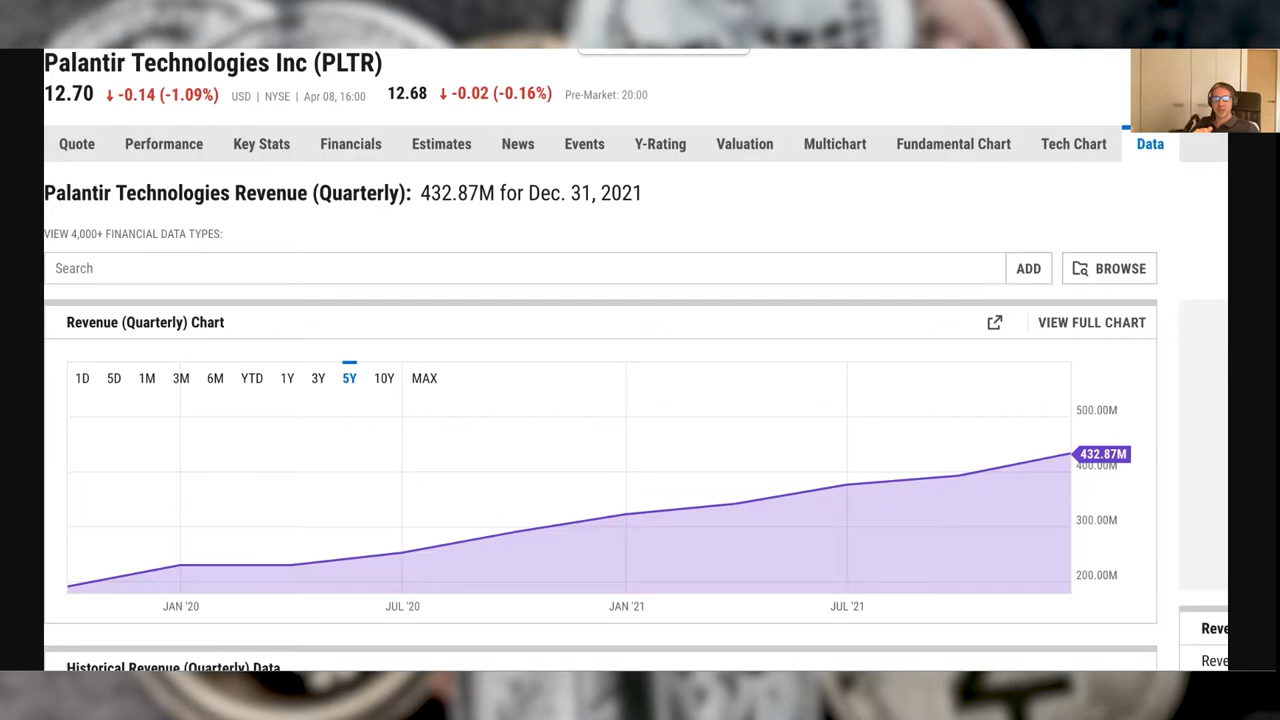 Palantir Technologies Inc (PLTR)
12.70 ↓ -0.14 (-1.09%) USD | NYSE | Apr 08, 16:00 12.68 ↓ -0.02 (-0.16%) Pre-Market: 20:00
Quote Performance Key Stats Financials Estimates News Events Y-Rating Valuation Multichart Fundamental Chart Tech Chart Data
Palantir Technologies Revenue (Quarterly): 432.87M for Dec. 31, 2021
VIEW 4,000+ FINANCIAL DATA TYPES:
Search ADD BROWSE
Revenue (Quarterly) Chart VIEW FULL CHART
1D 5D 1M 3M 6M YTD 1Y 3Y 5Y 10Y MAX
500.00M
432.87M
400.00M
300.00M
200.00M
JAN '20 JUL '20 JAN '21 JUL '21
Reve
Reve
Historical Revenue (Quarterly) Data